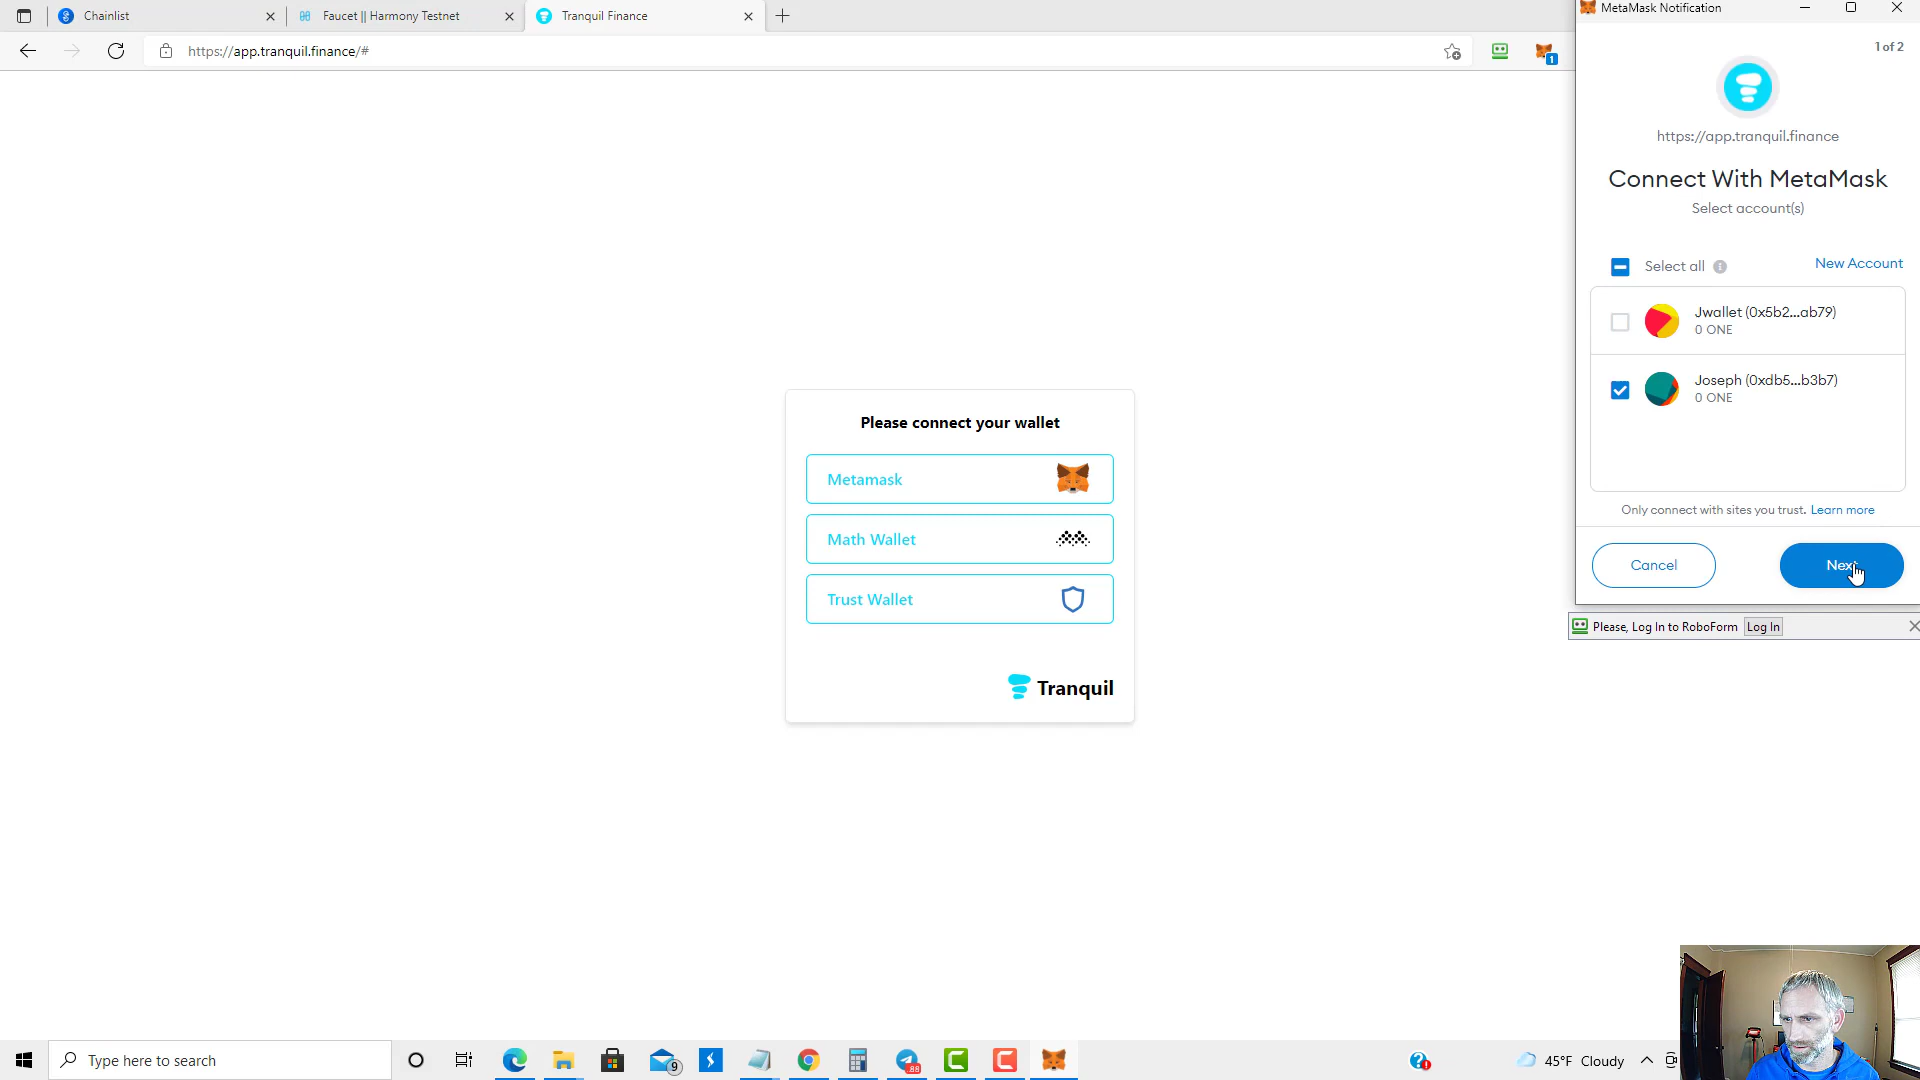 Chainlist
Faucet || Harmony Testnet
Tranquil Finance
https://app.tranquil.finance/#
1
MetaMask Notification
1 of 2
https://app.tranquil.finance
Connect With MetaMask
Select account(s)
Select all
New Account
Jwallet (0x5b2...ab79)
0 ONE
Joseph (0xdb5...b3b7)
0 ONE
Only connect with sites you trust. Learn more
Cancel
Next
Please, Log In to RoboForm
Log In
Please connect your wallet
Metamask
Math Wallet
Trust Wallet
Tranquil
Type here to search
9
88
45°F Cloudy